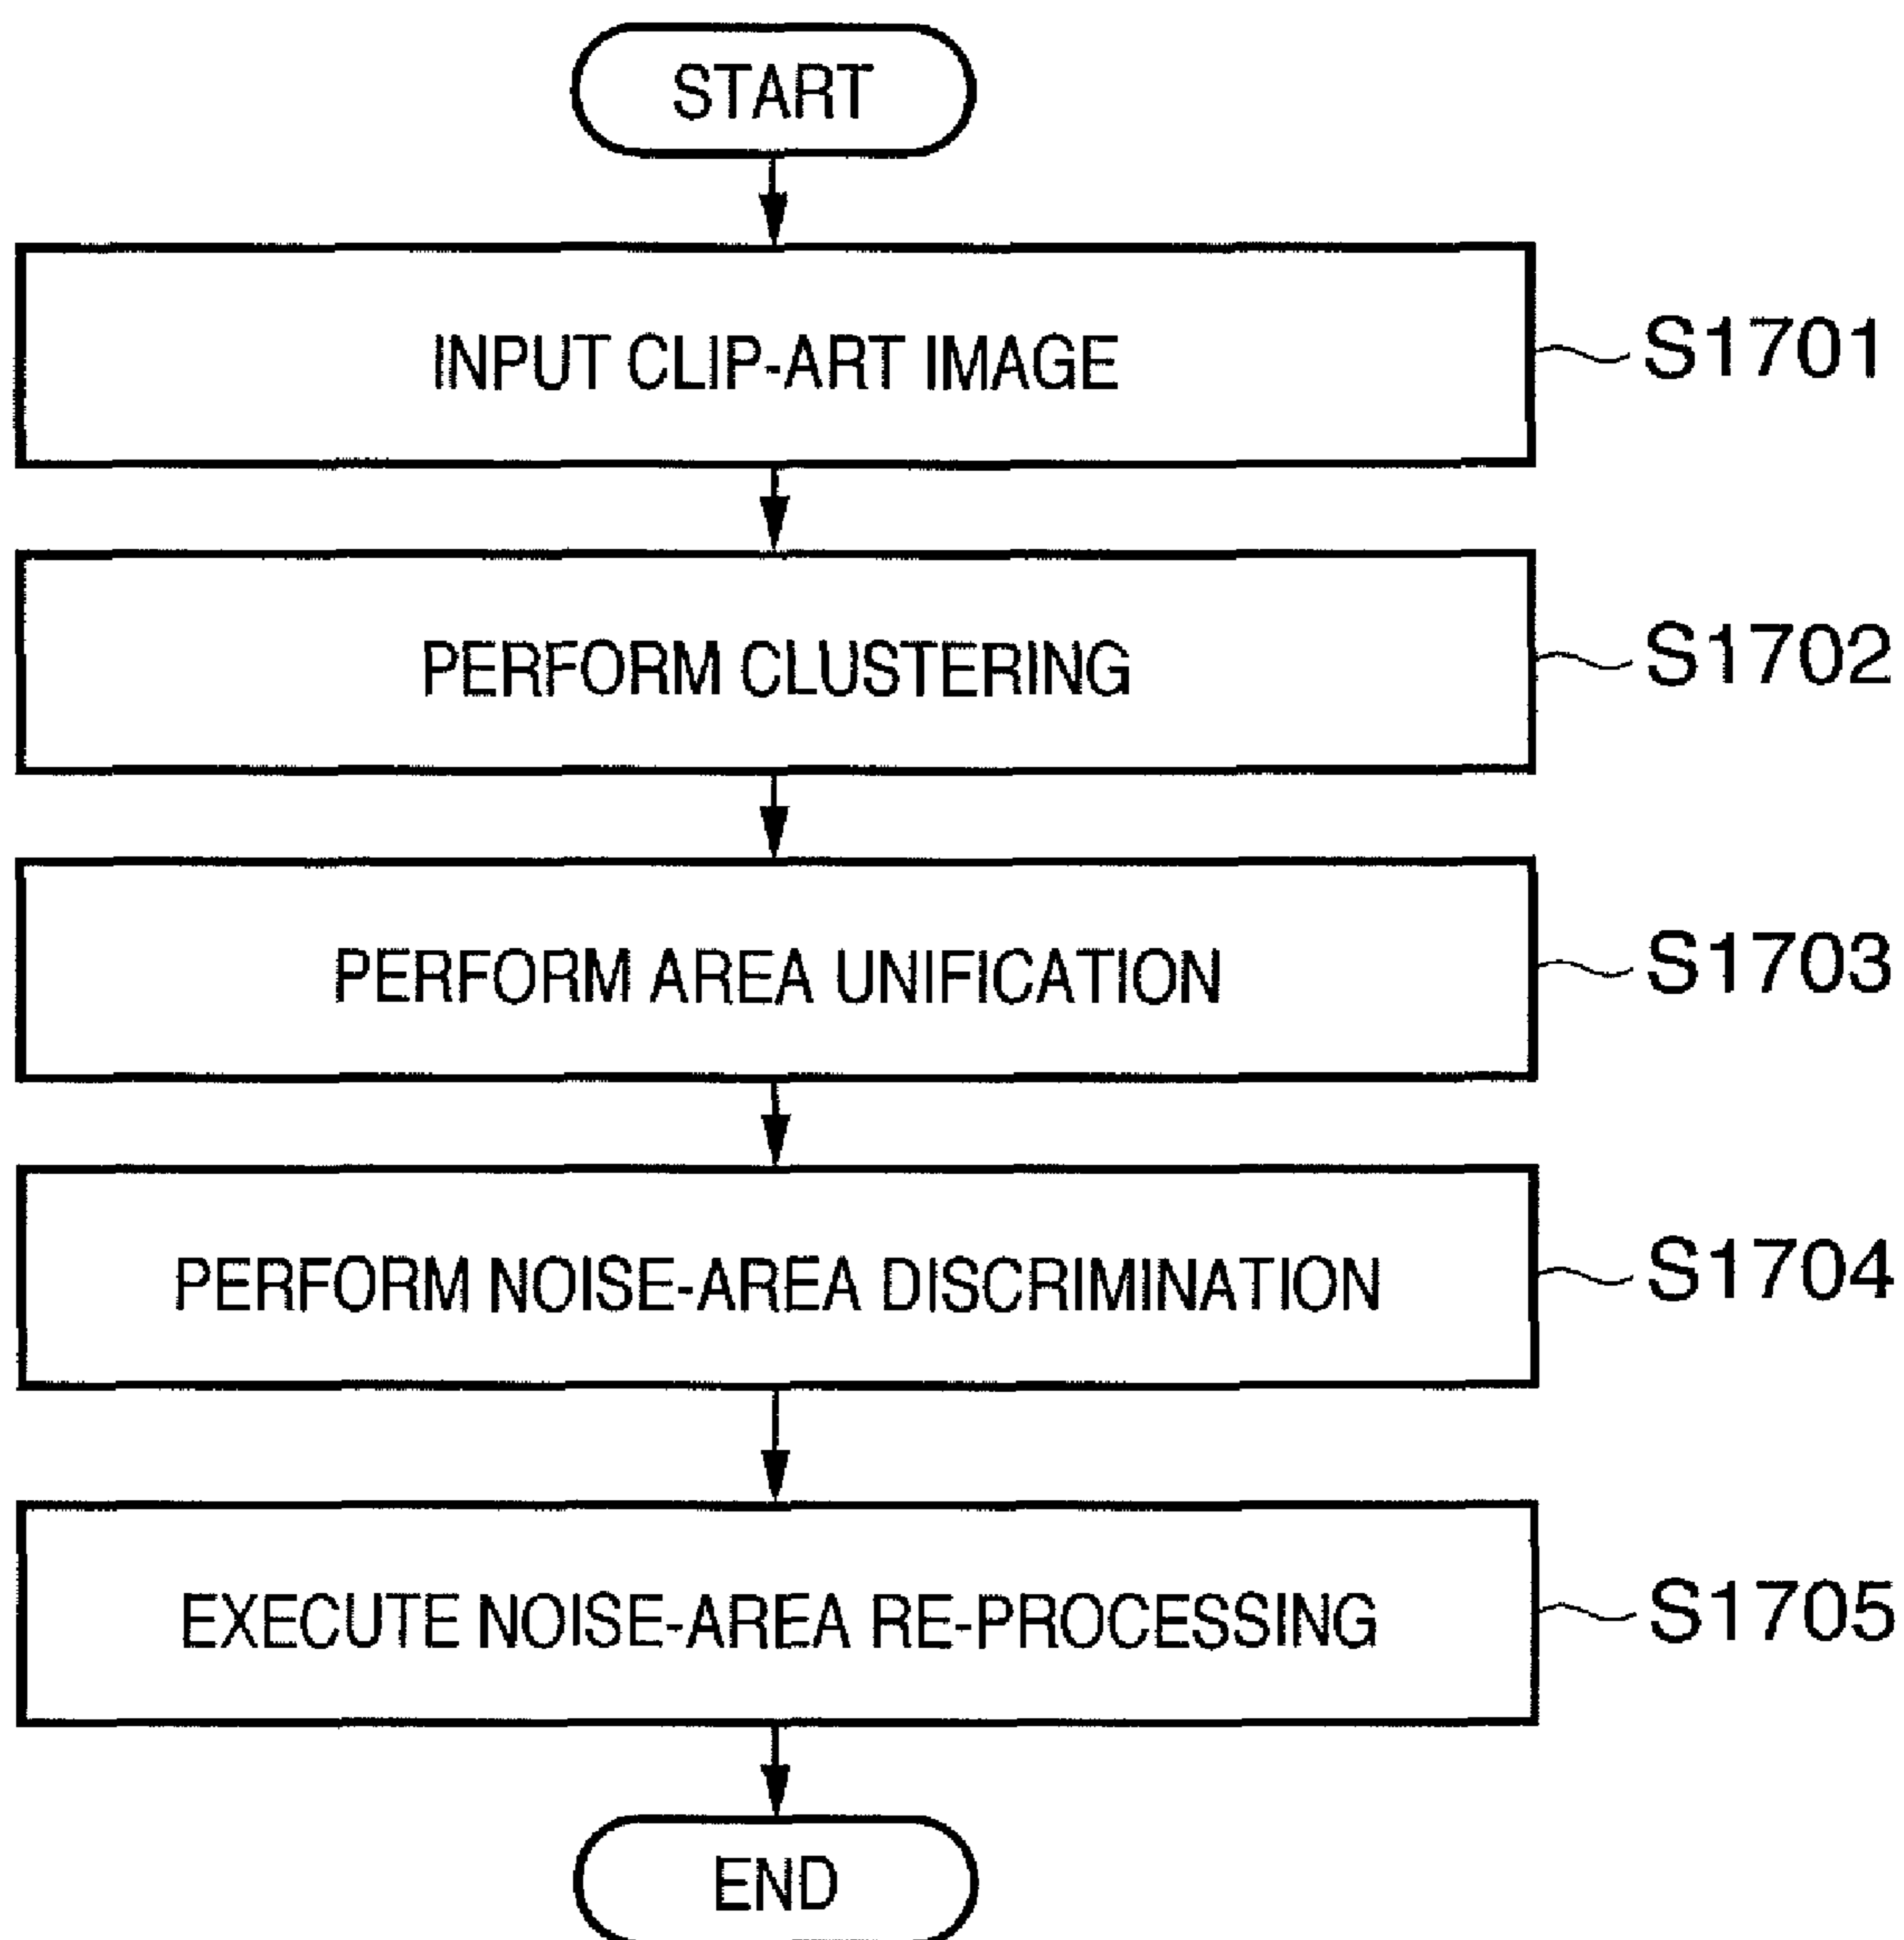 START
INPUT CLIP-ART IMAGE
S1701
PERFORM CLUSTERING
S1702
PERFORM AREA UNIFICATION
S1703
PERFORM NOISE-AREA DISCRIMINATION
S1704
EXECUTE NOISE-AREA RE-PROCESSING
S1705
END